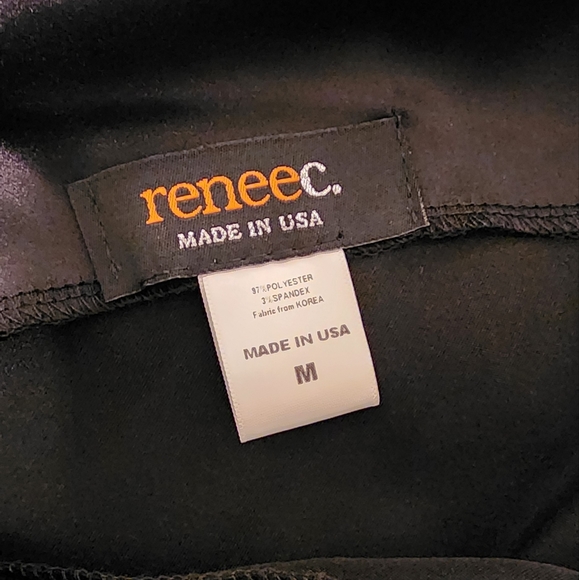 reneec.
MADE IN USA
97% POLYESTER
3% SPANDEX
Fabric from KOREA
MADE IN USA
M